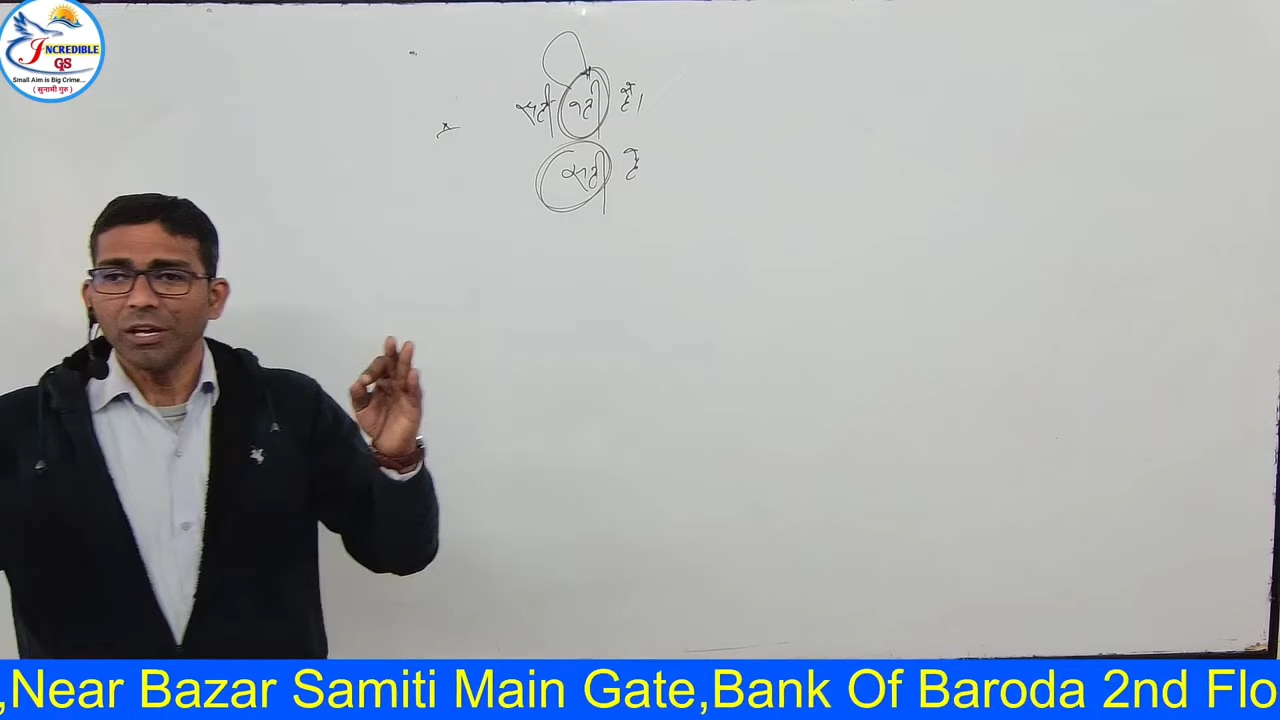 INCREDIBLE
GS
Small Aim is Big Crime...
( सुनामी गुरु )
सही नही है।
सही है
,Near Bazar Samiti Main Gate,Bank Of Baroda 2nd Flo